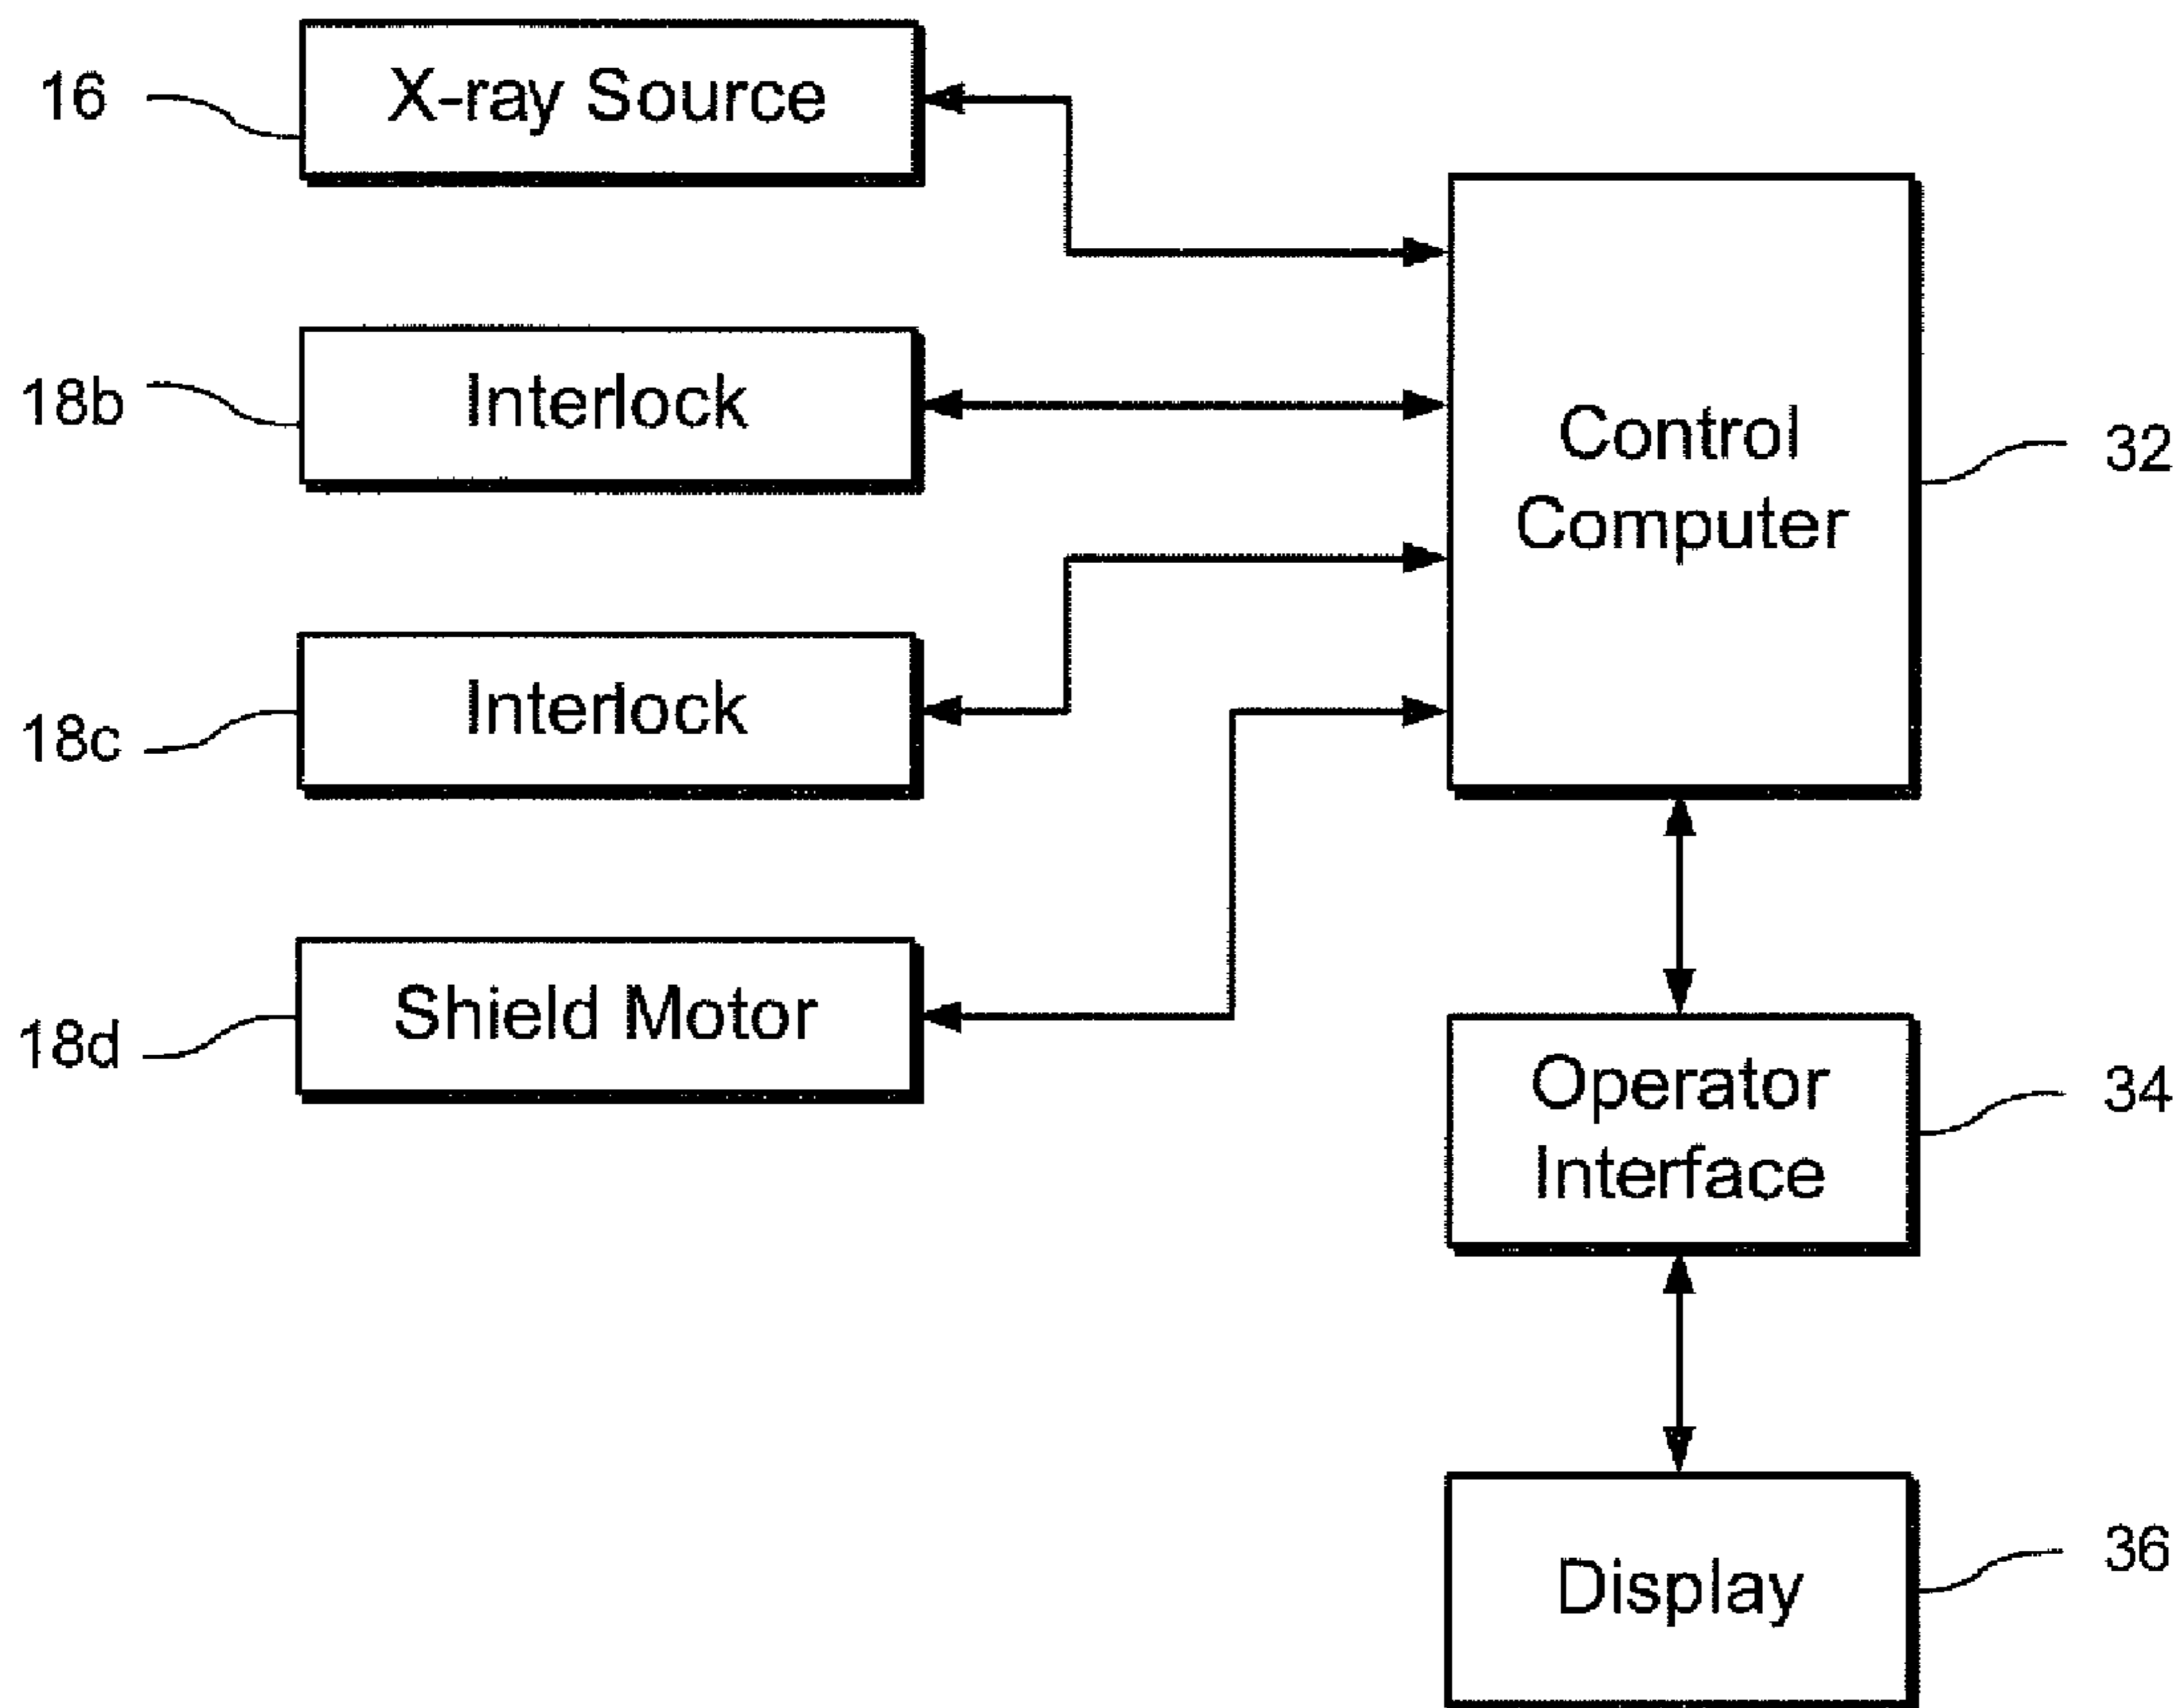 16
X-ray Source
18b
Interlock
Control
Computer
32
18c
Interlock
18d
Shield Motor
Operator
Interface
34
Display
36